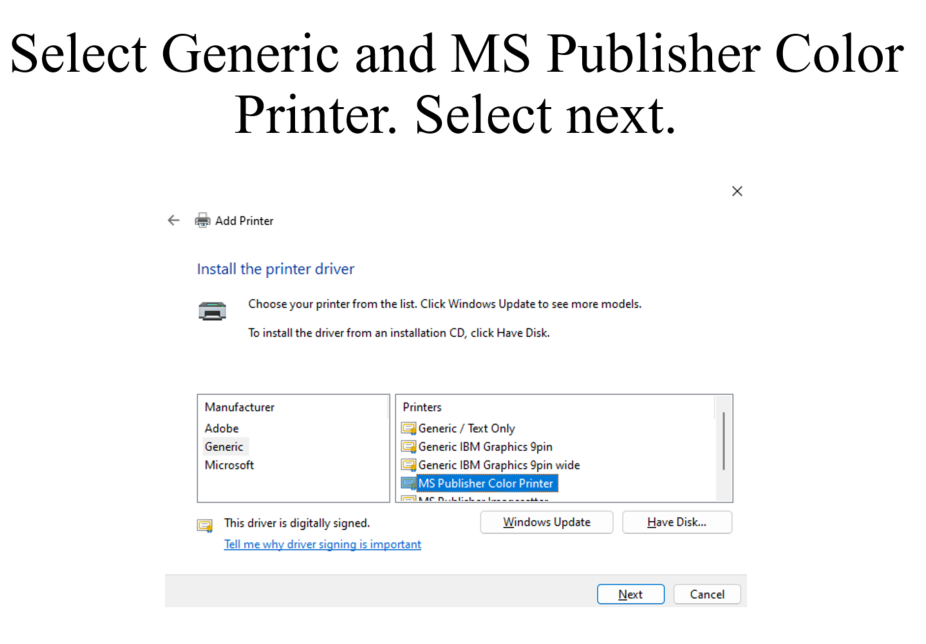 Select Generic and MS Publisher Color
Printer. Select next.
Add Printer
Install the printer driver
Choose your printer from the list. Click Windows Update to see more models.
To install the driver from an installation CD, click Have Disk.
Manufacturer
Adobe
Generic
Microsoft
Printers
Generic / Text Only
Generic IBM Graphics 9pin
Generic IBM Graphics 9pin wide
MS Publisher Color Printer
MS Publisher Imagesetter
This driver is digitally signed.
Tell me why driver signing is important
Windows Update
Have Disk...
Next
Cancel